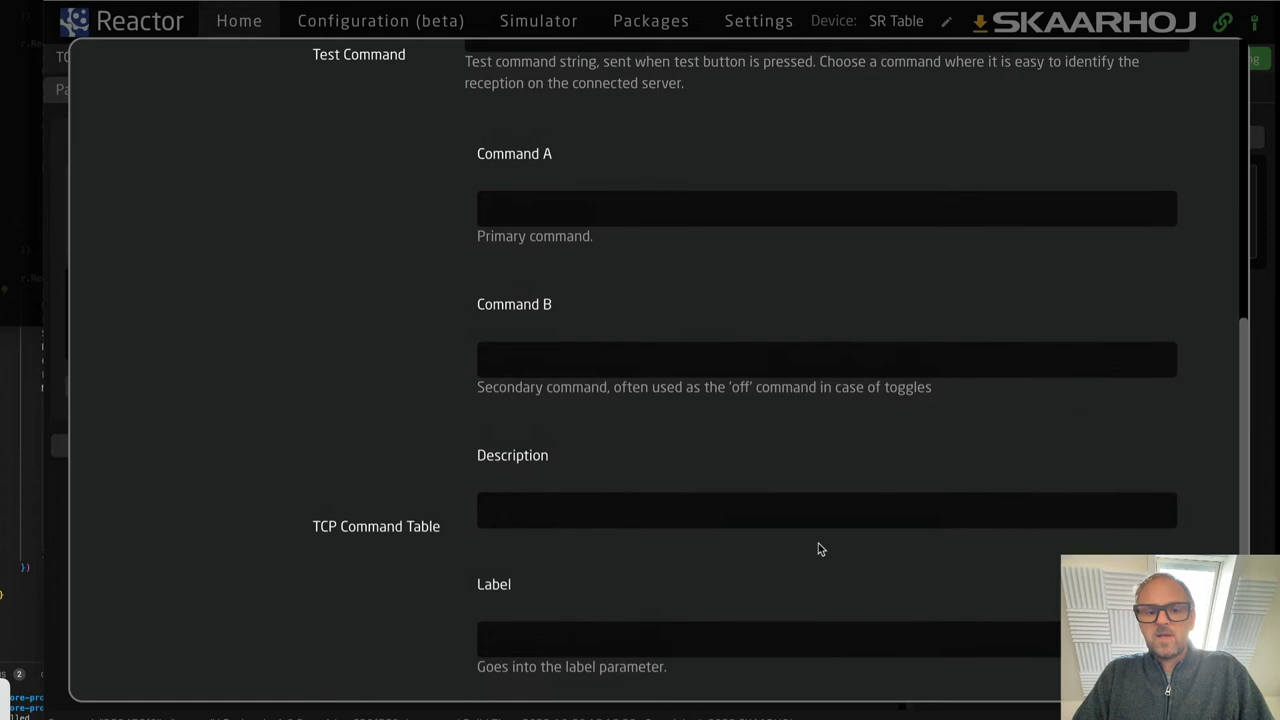 Reactor
Home
Configuration (beta)
Simulator
Packages
Settings
Device:
SR Table
SKAARHOJ
Test Command
Test command string, sent when test button is pressed. Choose a command where it is easy to identify the
reception on the connected server.
Command A
Primary command.
Command B
Secondary command, often used as the 'off' command in case of toggles
Description
TCP Command Table
Label
Goes into the label parameter.
})
}
2